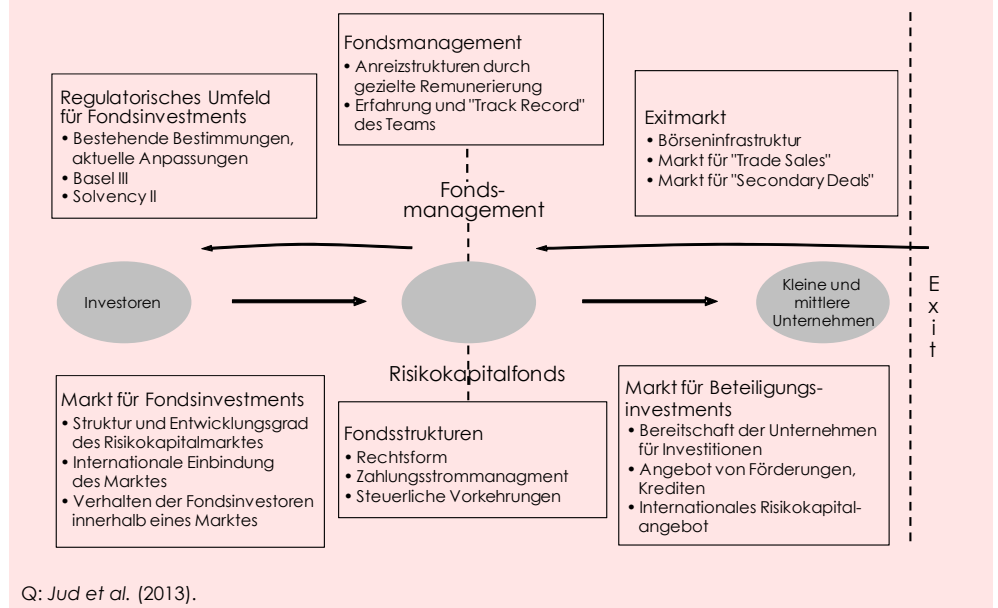 Fondsmanagement
• Anreizstrukturen durch
gezielte Remunerierung
• Erfahrung und "Track Record"
des Teams
Regulatorisches Umfeld
für Fondsinvestments
• Bestehende Bestimmungen,
aktuelle Anpassungen
• Basel III
• Solvency II
Exitmarkt
• Börseninfrastruktur
• Markt für "Trade Sales"
• Markt für "Secondary Deals"
Fonds-
management
Investoren
Kleine und
mittlere
Unternehmen
E
x
i
t
Risikokapitalfonds
Markt für Fondsinvestments
• Struktur und Entwicklungsgrad
des Risikokapitalmarktes
• Internationale Einbindung
des Marktes
• Verhalten der Fondsinvestoren
innerhalb eines Marktes
Fondsstrukturen
• Rechtsform
• Zahlungsstrommanagment
• Steuerliche Vorkehrungen
Markt für Beteiligungs-
investments
• Bereitschaft der Unternehmen
für Investitionen
• Angebot von Förderungen,
Krediten
• Internationales Risikokapital-
angebot
Q: Jud et al. (2013).